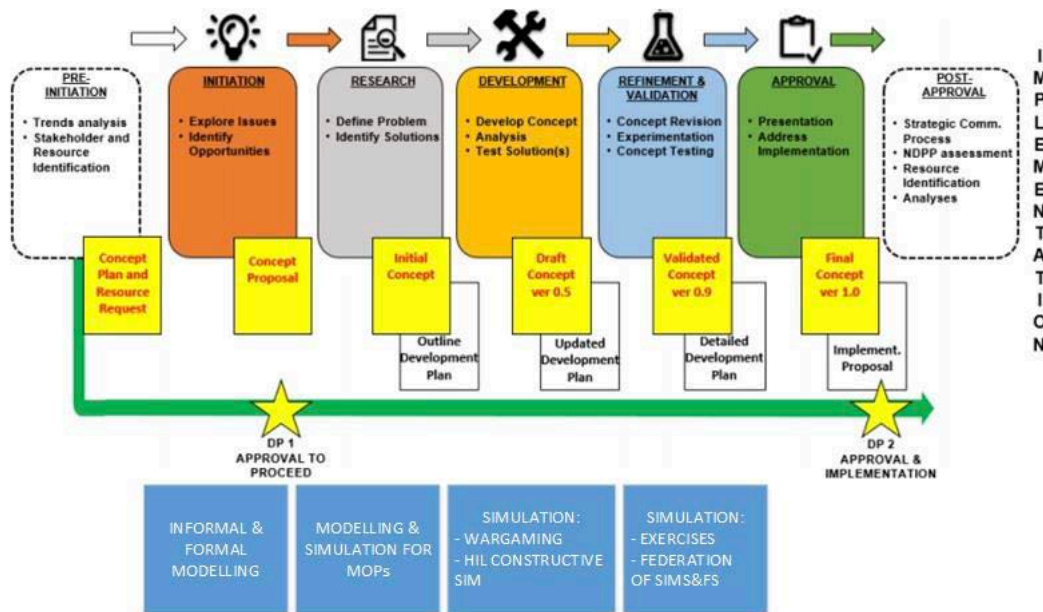 PRE-
INITIATION
• Trends analysis
• Stakeholder and
Resource
Identification
INITIATION
• Explore Issues
• Identify
Opportunities
RESEARCH
• Define Problem
• Identify Solutions
DEVELOPMENT
• Develop Concept
• Analysis
• Test Solution(s)
REFINEMENT &
VALIDATION
• Concept Revision
• Experimentation
• Concept Testing
APPROVAL
• Presentation
• Address
Implementation
POST-
APPROVAL
• Strategic Comm.
Process
• NDPP assessment
• Resource
Identification
• Analyses
I
M
P
L
E
M
E
N
T
A
T
I
O
N
Concept
Plan and
Resource
Request
Concept
Proposal
Initial
Concept
Outline
Development
Plan
Draft
Concept
ver 0.5
Updated
Development
Plan
Validated
Concept
ver 0.9
Detailed
Development
Plan
Final
Concept
ver 1.0
Implement.
Proposal
DP 1
APPROVAL TO
PROCEED
DP 2
APPROVAL &
IMPLEMENTATION
INFORMAL &
FORMAL
MODELLING
MODELLING &
SIMULATION FOR
MOPs
SIMULATION:
- WARGAMING
- HIL CONSTRUCTIVE
SIM
SIMULATION:
- EXERCISES
- FEDERATION
OF SIMS&FS